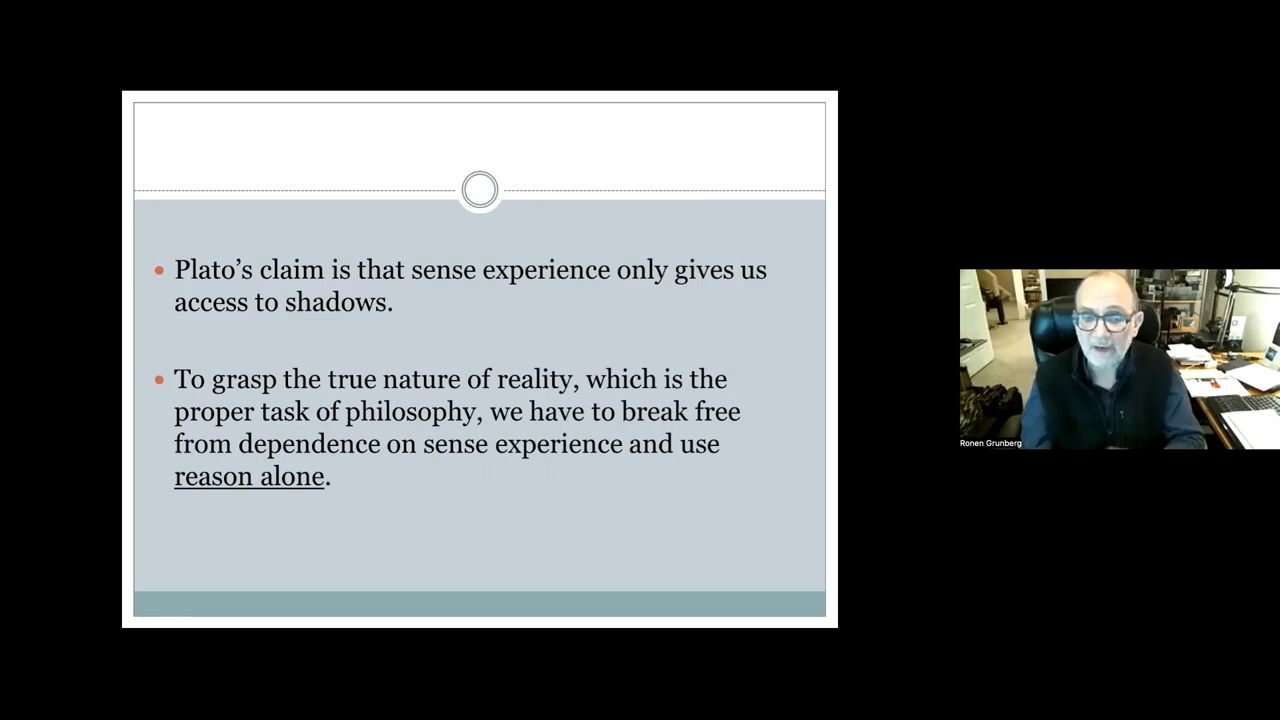 Plato’s claim is that sense experience only gives us
access to shadows.
To grasp the true nature of reality, which is the
proper task of philosophy, we have to break free
from dependence on sense experience and use
reason alone.
Ronen Grunberg